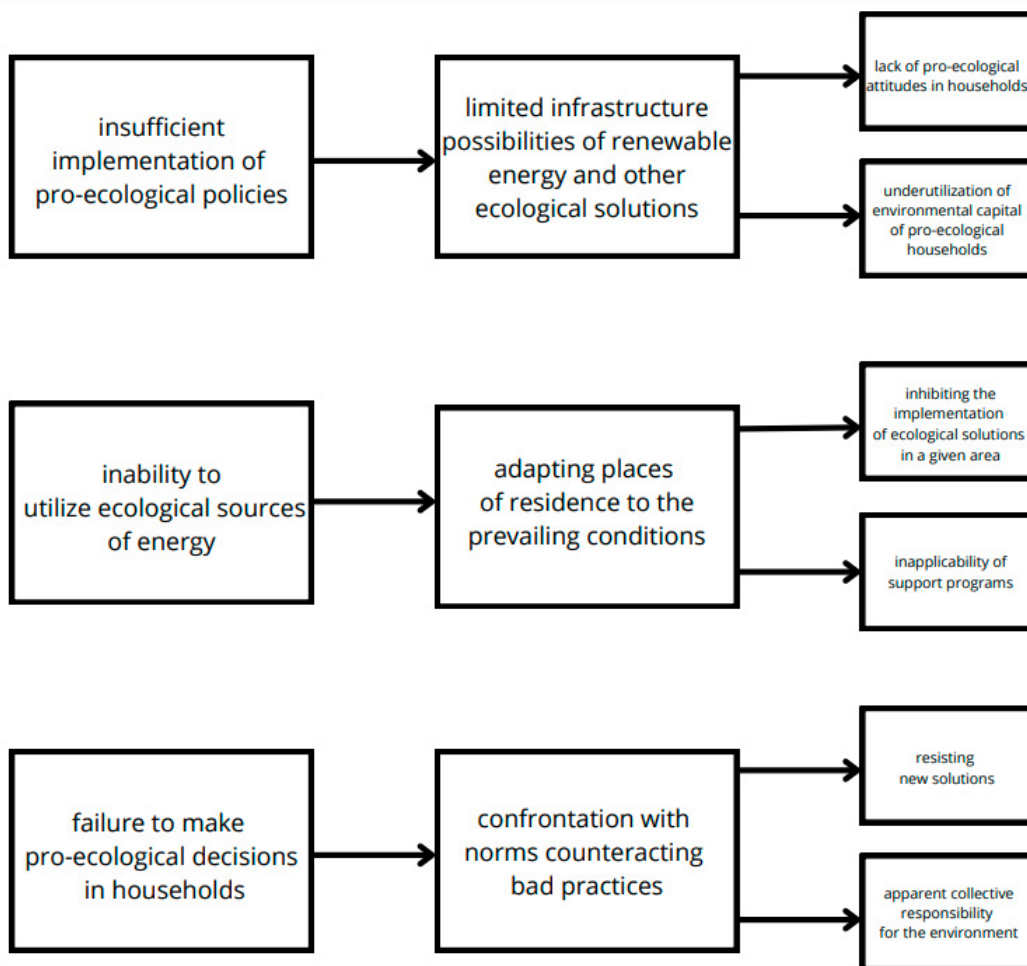 insufficient
implementation of
pro-ecological policies
limited infrastructure
possibilities of renewable
energy and other
ecological solutions
lack of pro-ecological
attitudes in households
underutilization of
environmental capital
of pro-ecological
households
inability to
utilize ecological sources
of energy
adapting places
of residence to the
prevailing conditions
inhibiting the
implementation
of ecological solutions
in a given area
inapplicability of
support programs
failure to make
pro-ecological decisions
in households
confrontation with
norms counteracting
bad practices
resisting
new solutions
apparent collective
responsibility
for the environment